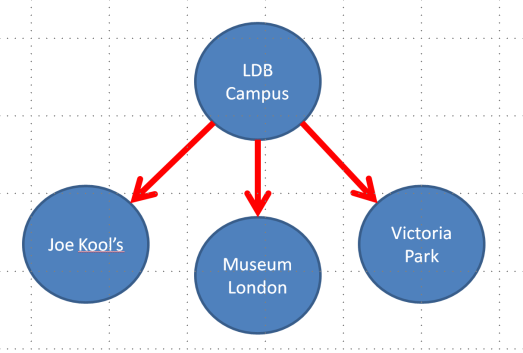 LDB
Campus
Joe Kool's
Museum
London
Victoria
Park